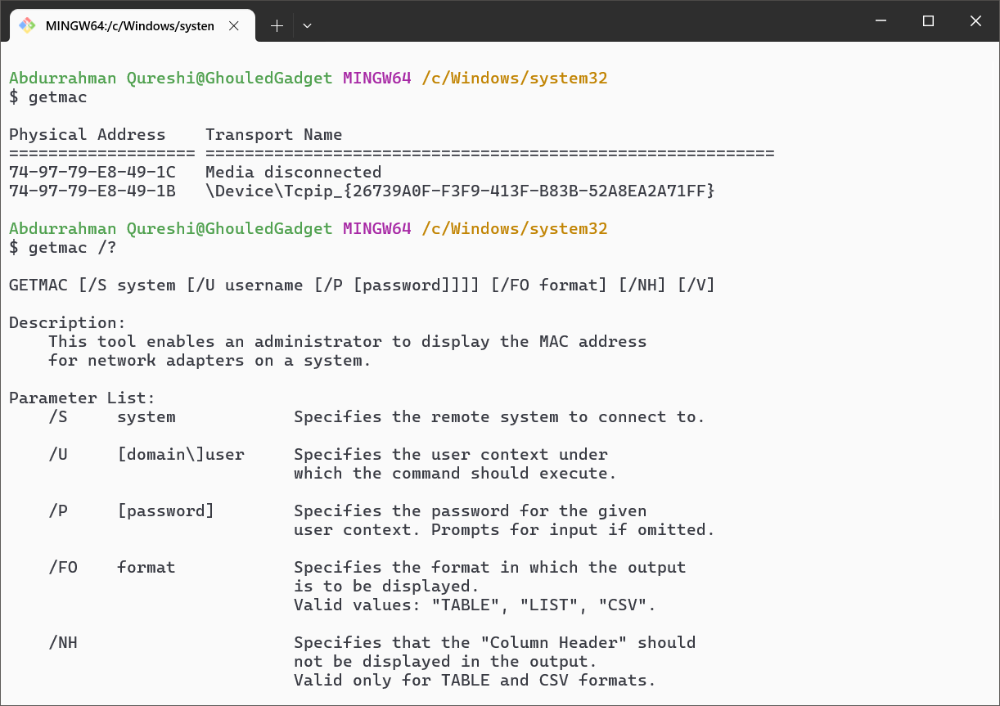 MINGW64:/c/Windows/system
Abdurrahman Qureshi@GhouledGadget MINGW64 /c/Windows/system32
$ getmac
Physical Address    Transport Name
=================== ==========================================================
74-97-79-E8-49-1C   Media disconnected
74-97-79-E8-49-1B   \Device\Tcpip_{26739A0F-F3F9-413F-B83B-52A8EA2A71FF}
Abdurrahman Qureshi@GhouledGadget MINGW64 /c/Windows/system32
$ getmac /?
GETMAC [/S system [/U username [/P [password]]]] [/FO format] [/NH] [/V]
Description:
    This tool enables an administrator to display the MAC address
    for network adapters on a system.
Parameter List:
    /S     system            Specifies the remote system to connect to.
    /U     [domain\]user     Specifies the user context under
                             which the command should execute.
    /P     [password]        Specifies the password for the given
                             user context. Prompts for input if omitted.
    /FO    format            Specifies the format in which the output
                             is to be displayed.
                             Valid values: "TABLE", "LIST", "CSV".
    /NH                      Specifies that the "Column Header" should
                             not be displayed in the output.
                             Valid only for TABLE and CSV formats.